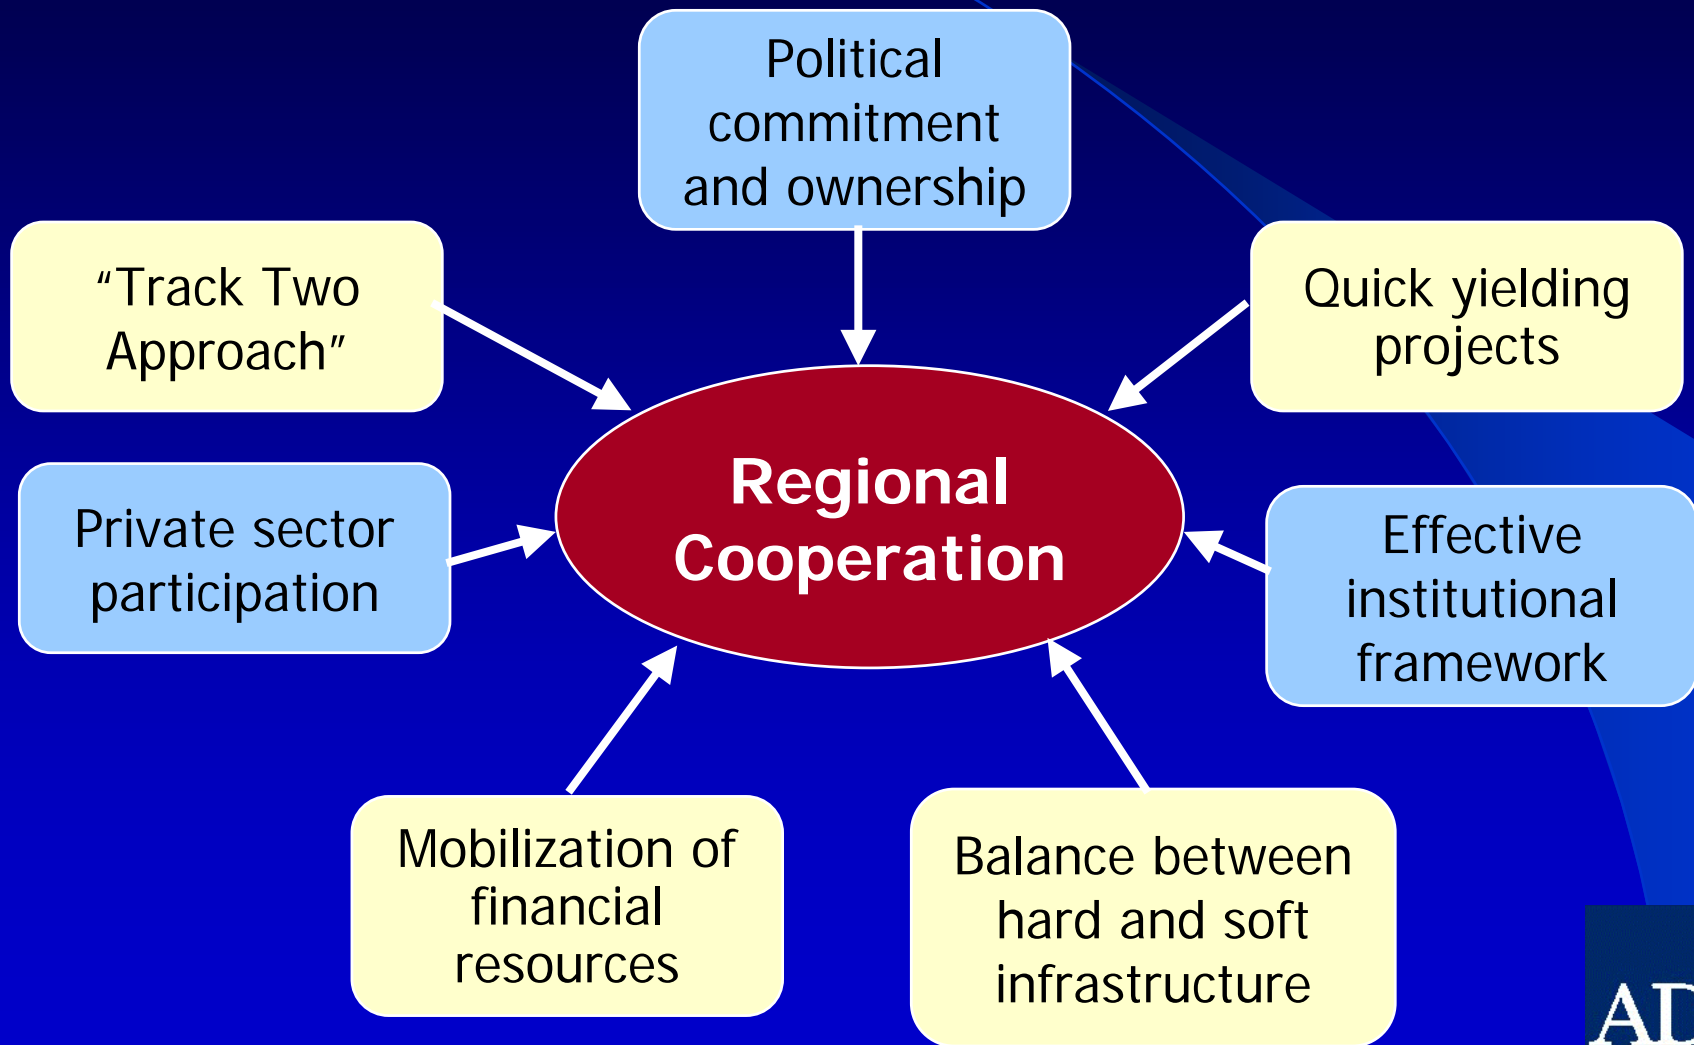 Political
commitment
and ownership
“Track Two
Approach”
Quick yielding
projects
Regional
Cooperation
Private sector
participation
Effective
institutional
framework
Mobilization of
financial
resources
Balance between
hard and soft
infrastructure